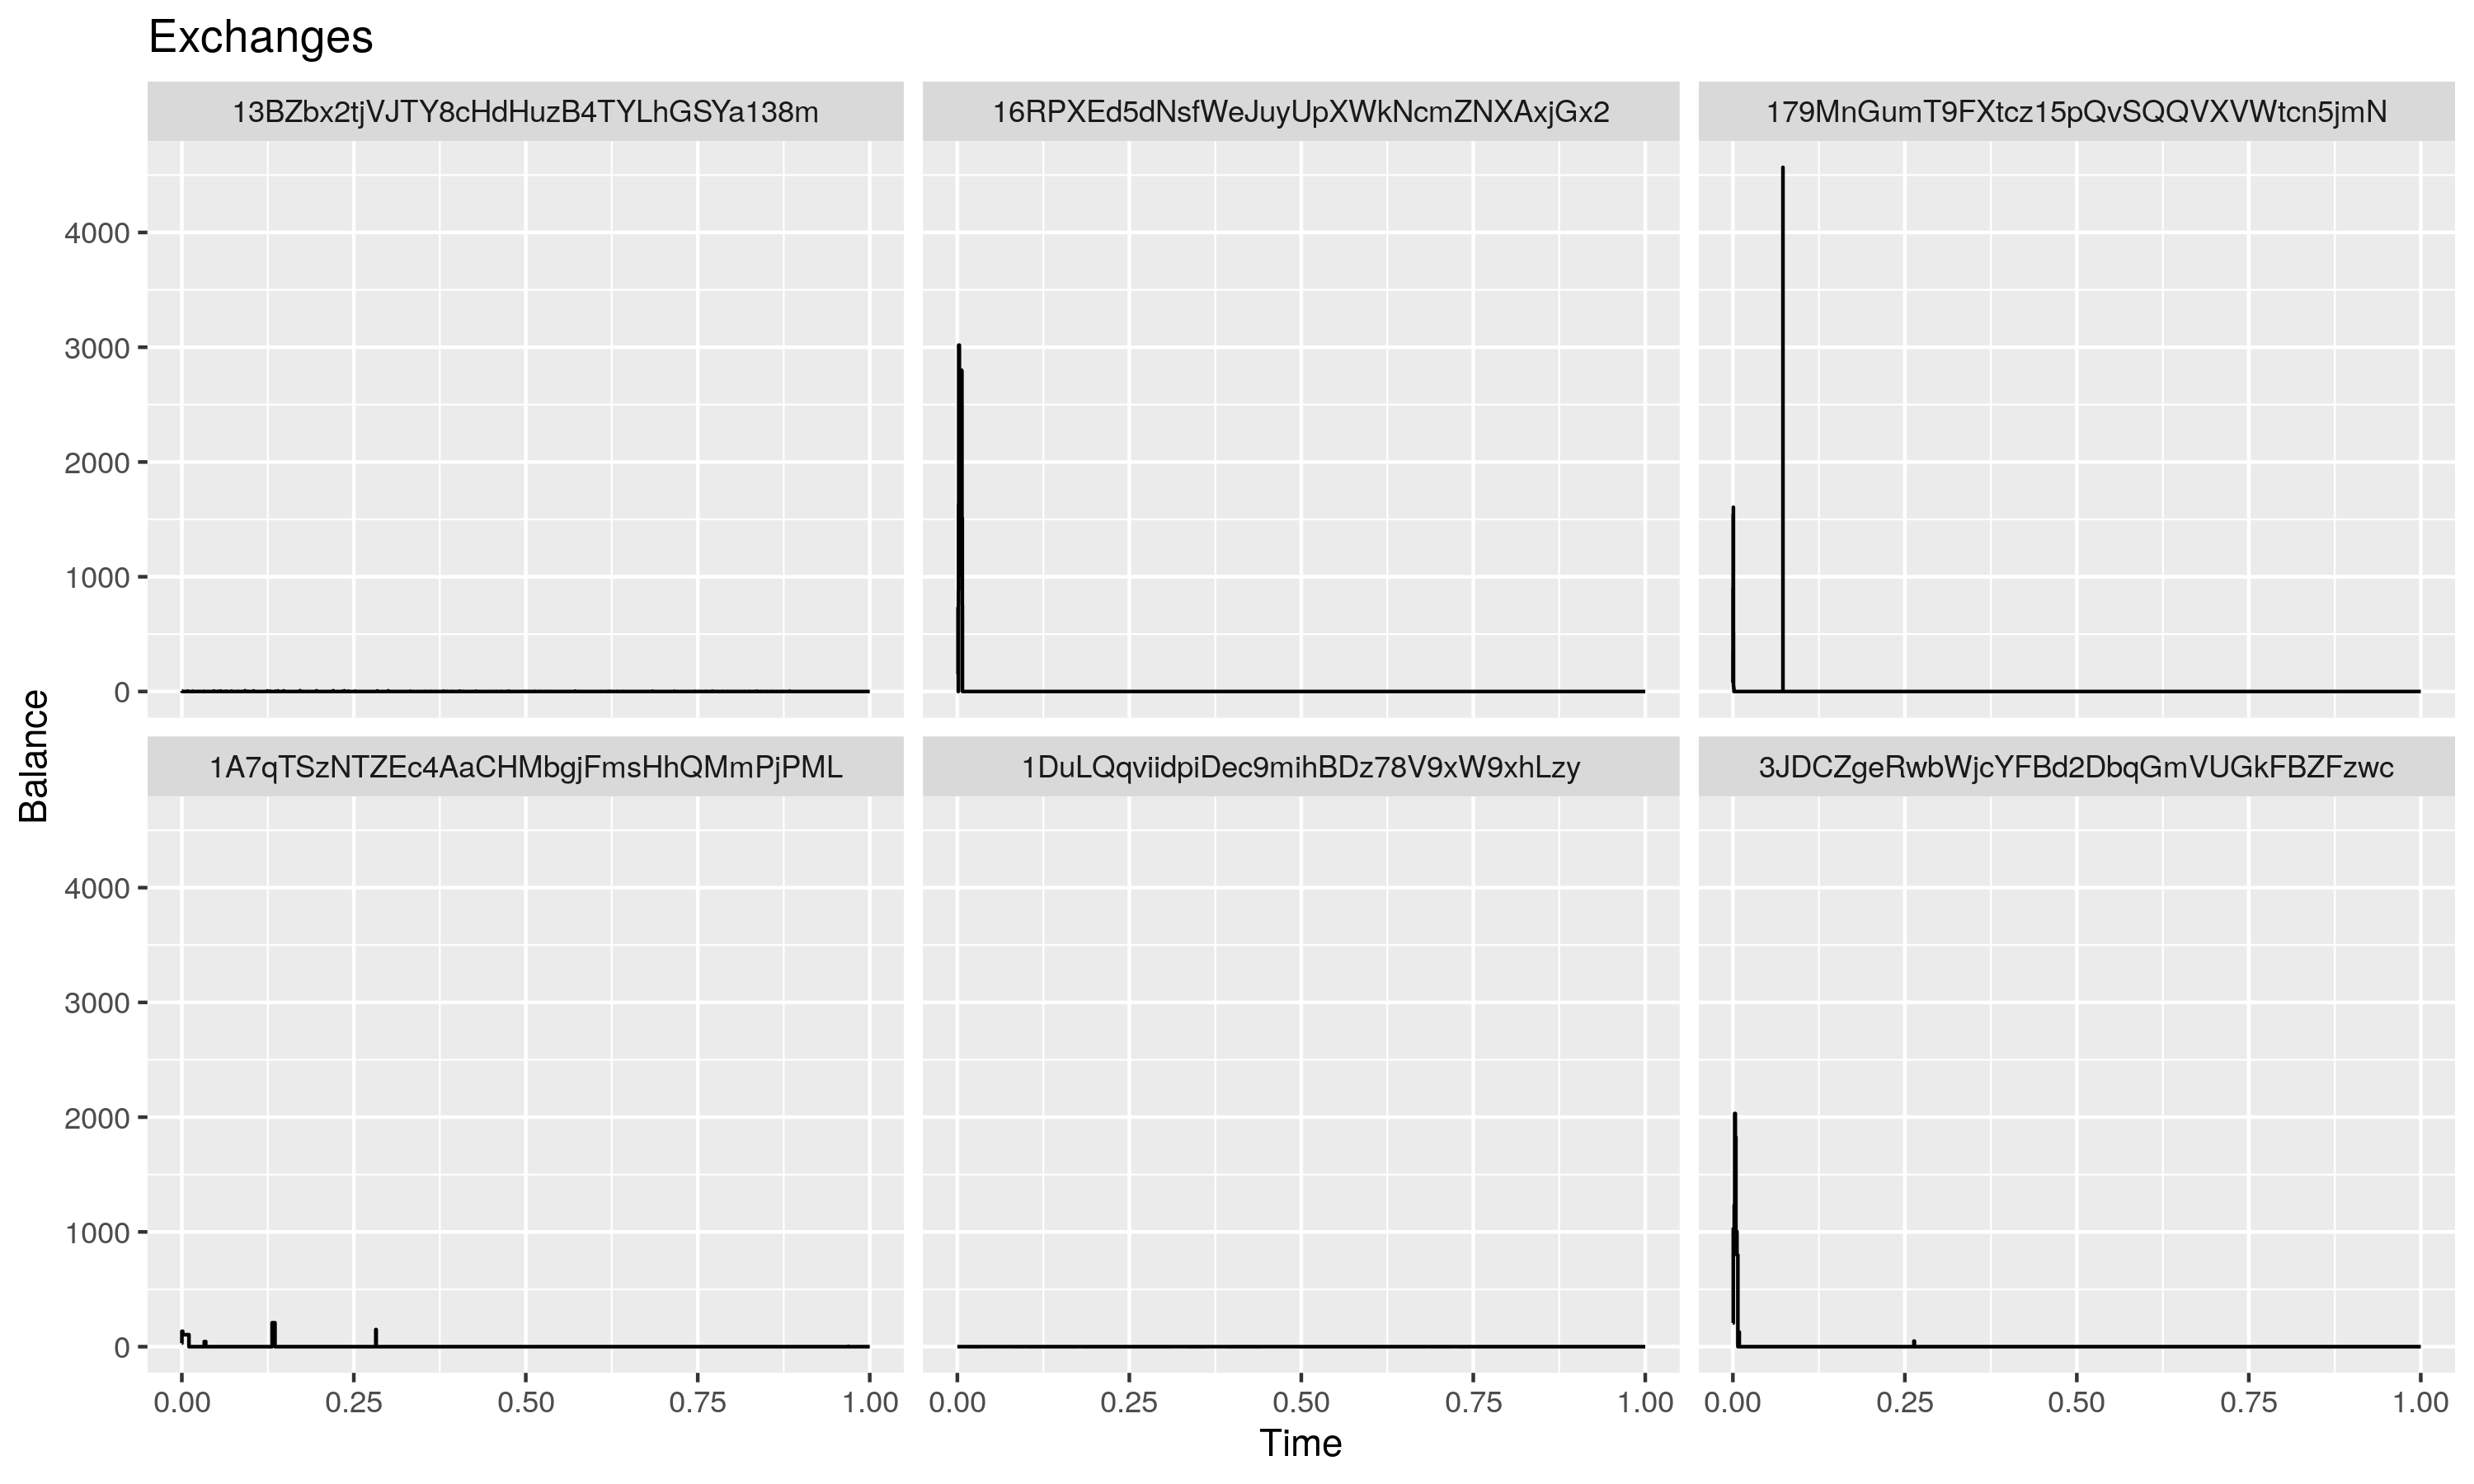 Exchanges
13BZbx2tjVJTY8cHdHuzB4TYLhGSYa138m
16RPXEd5dNsfWeJuyUpXWkNcmZNXAxjGx2
179MnGumT9FXtcz15pQvSQQVXVWtcn5jmN
4000
3000
2000
1000
0
Balance
1A7qTSzNTZEc4AaCHMbgjFmsHhQMmPjPML
1DuLQqviidpiDec9mihBDz78V9xW9xhLzy
3JDCZgeRwbWjcYFBd2DbqGmVUGkFBZFzwc
4000
3000
2000
1000
0
0.00 0.25 0.50 0.75 1.00
0.00 0.25 0.50 0.75 1.00
0.00 0.25 0.50 0.75 1.00
Time